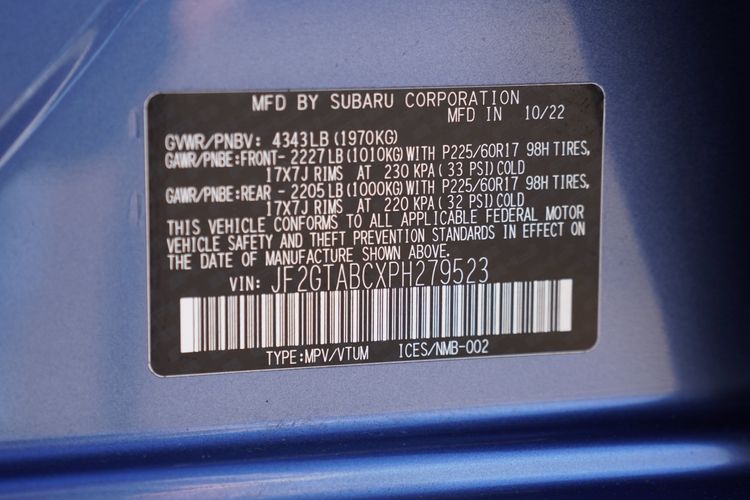 MFD BY SUBARU CORPORATION
MFD IN 10/22
GVWR/PNBV: 4343LB (1970KG)
GAWR/PNBE:FRONT- 2227LB (1010KG) WITH P225/60R17 98H TIRES,
17X7J RIMS AT 230 KPA ( 33 PSI) COLD
GAWR/PNBE:REAR - 2205LB (1000KG) WITH P225/60R17 98H TIRES,
17X7J RIMS AT 220 KPA ( 32 PSI) COLD
THIS VEHICLE CONFORMS TO ALL APPLICABLE FEDERAL MOTOR
VEHICLE SAFETY AND THEFT PREVENTION STANDARDS IN EFFECT ON
THE DATE OF MANUFACTURE SHOWN ABOVE.
VIN: JF2GTABCXPH279523
TYPE:MPV/VTUM ICES/NMB-002